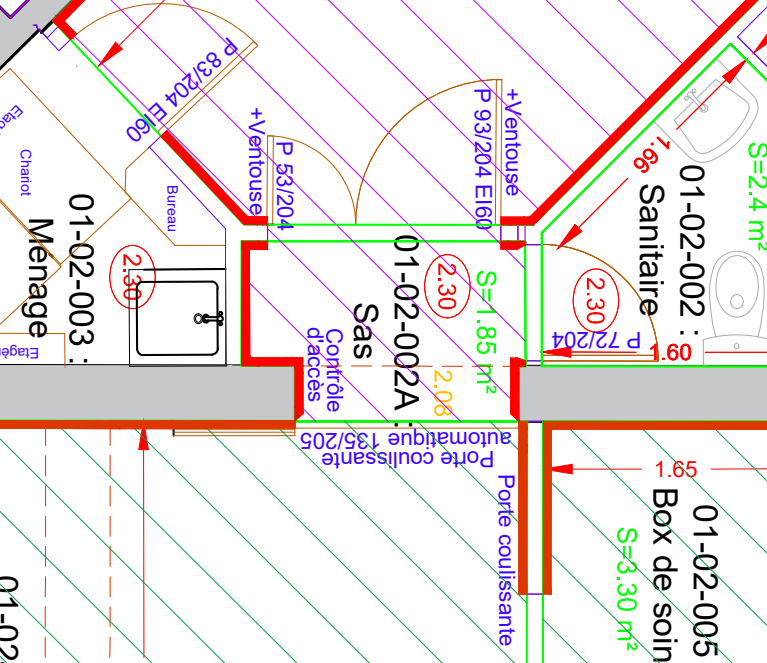 P 83/204 EI60
+Ventouse
P 53/204
+Ventouse
P 93/204 EI60
Chariot
Bureau
01-02-003 :
Ménage
2.30
01-02-002A :
Sas
S=1.85 m²
2.30
2.08
Contrôle
d'accès
Porte coulissante
automatique 135/205
01-02-002 :
Sanitaire
S=2.4 m²
2.30
1.66
P 72/204
1.60
1.65
Porte coulissante
01-02-005
Box de soin
S=3.30 m²
01-02